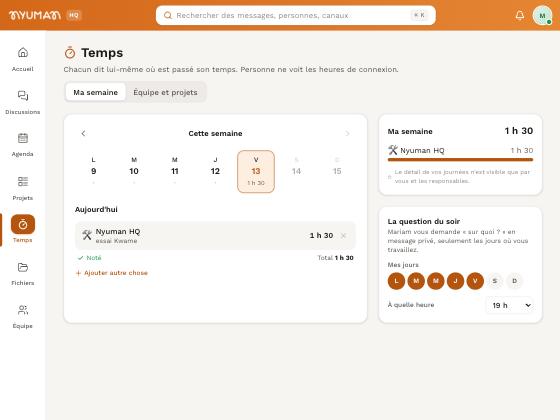 NYUMAN HQ
Rechercher des messages, personnes, canaux
⌘ K
M
Accueil
Discussions
Agenda
Projets
Temps
Fichiers
Équipe
Temps
Chacun dit lui-même où est passé son temps. Personne ne voit les heures de connexion.
Ma semaine
Équipe et projets
Cette semaine
L M M J V S D
9 10 11 12 13 14 15
1 h 30
Aujourd'hui
Nyuman HQ
essai Kwame
1 h 30
Noté
Total 1 h 30
+ Ajouter autre chose
Ma semaine 1 h 30
Nyuman HQ 1 h 30
Le détail de vos journées n'est visible que par
vous et les responsables.
La question du soir
Mariam vous demande « sur quoi ? » en
message privé, seulement les jours où vous
travaillez.
Mes jours
L M M J V S D
À quelle heure
19 h